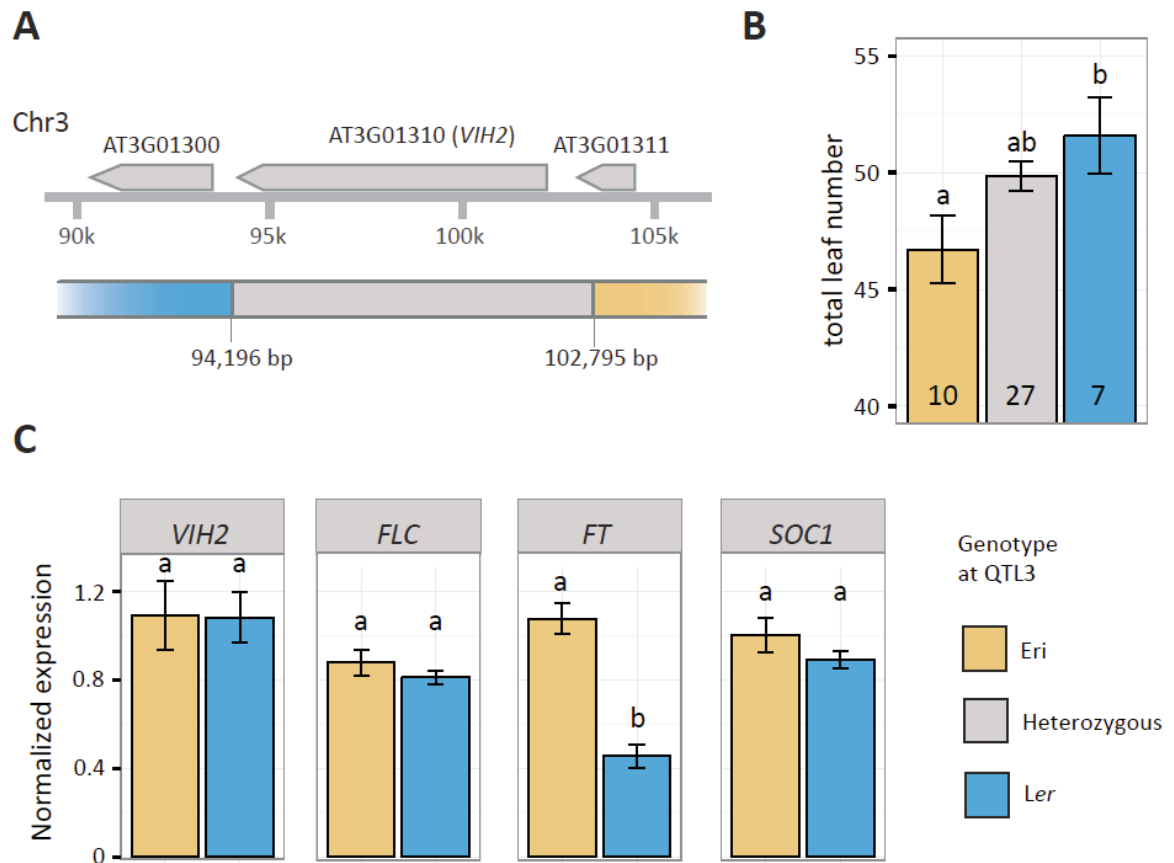 A
Chr3
AT3G01300
AT3G01310 (VIH2)
AT3G01311
90k
95k
100k
105k
94,196 bp
102,795 bp
B
total leaf number
55
50
45
40
a
ab
b
10
27
7
C
Normalized expression
1.2
0.8
0.4
0
VIH2
a
a
FLC
a
a
FT
a
b
SOC1
a
a
Genotype
at QTL3
Eri
Heterozygous
Ler